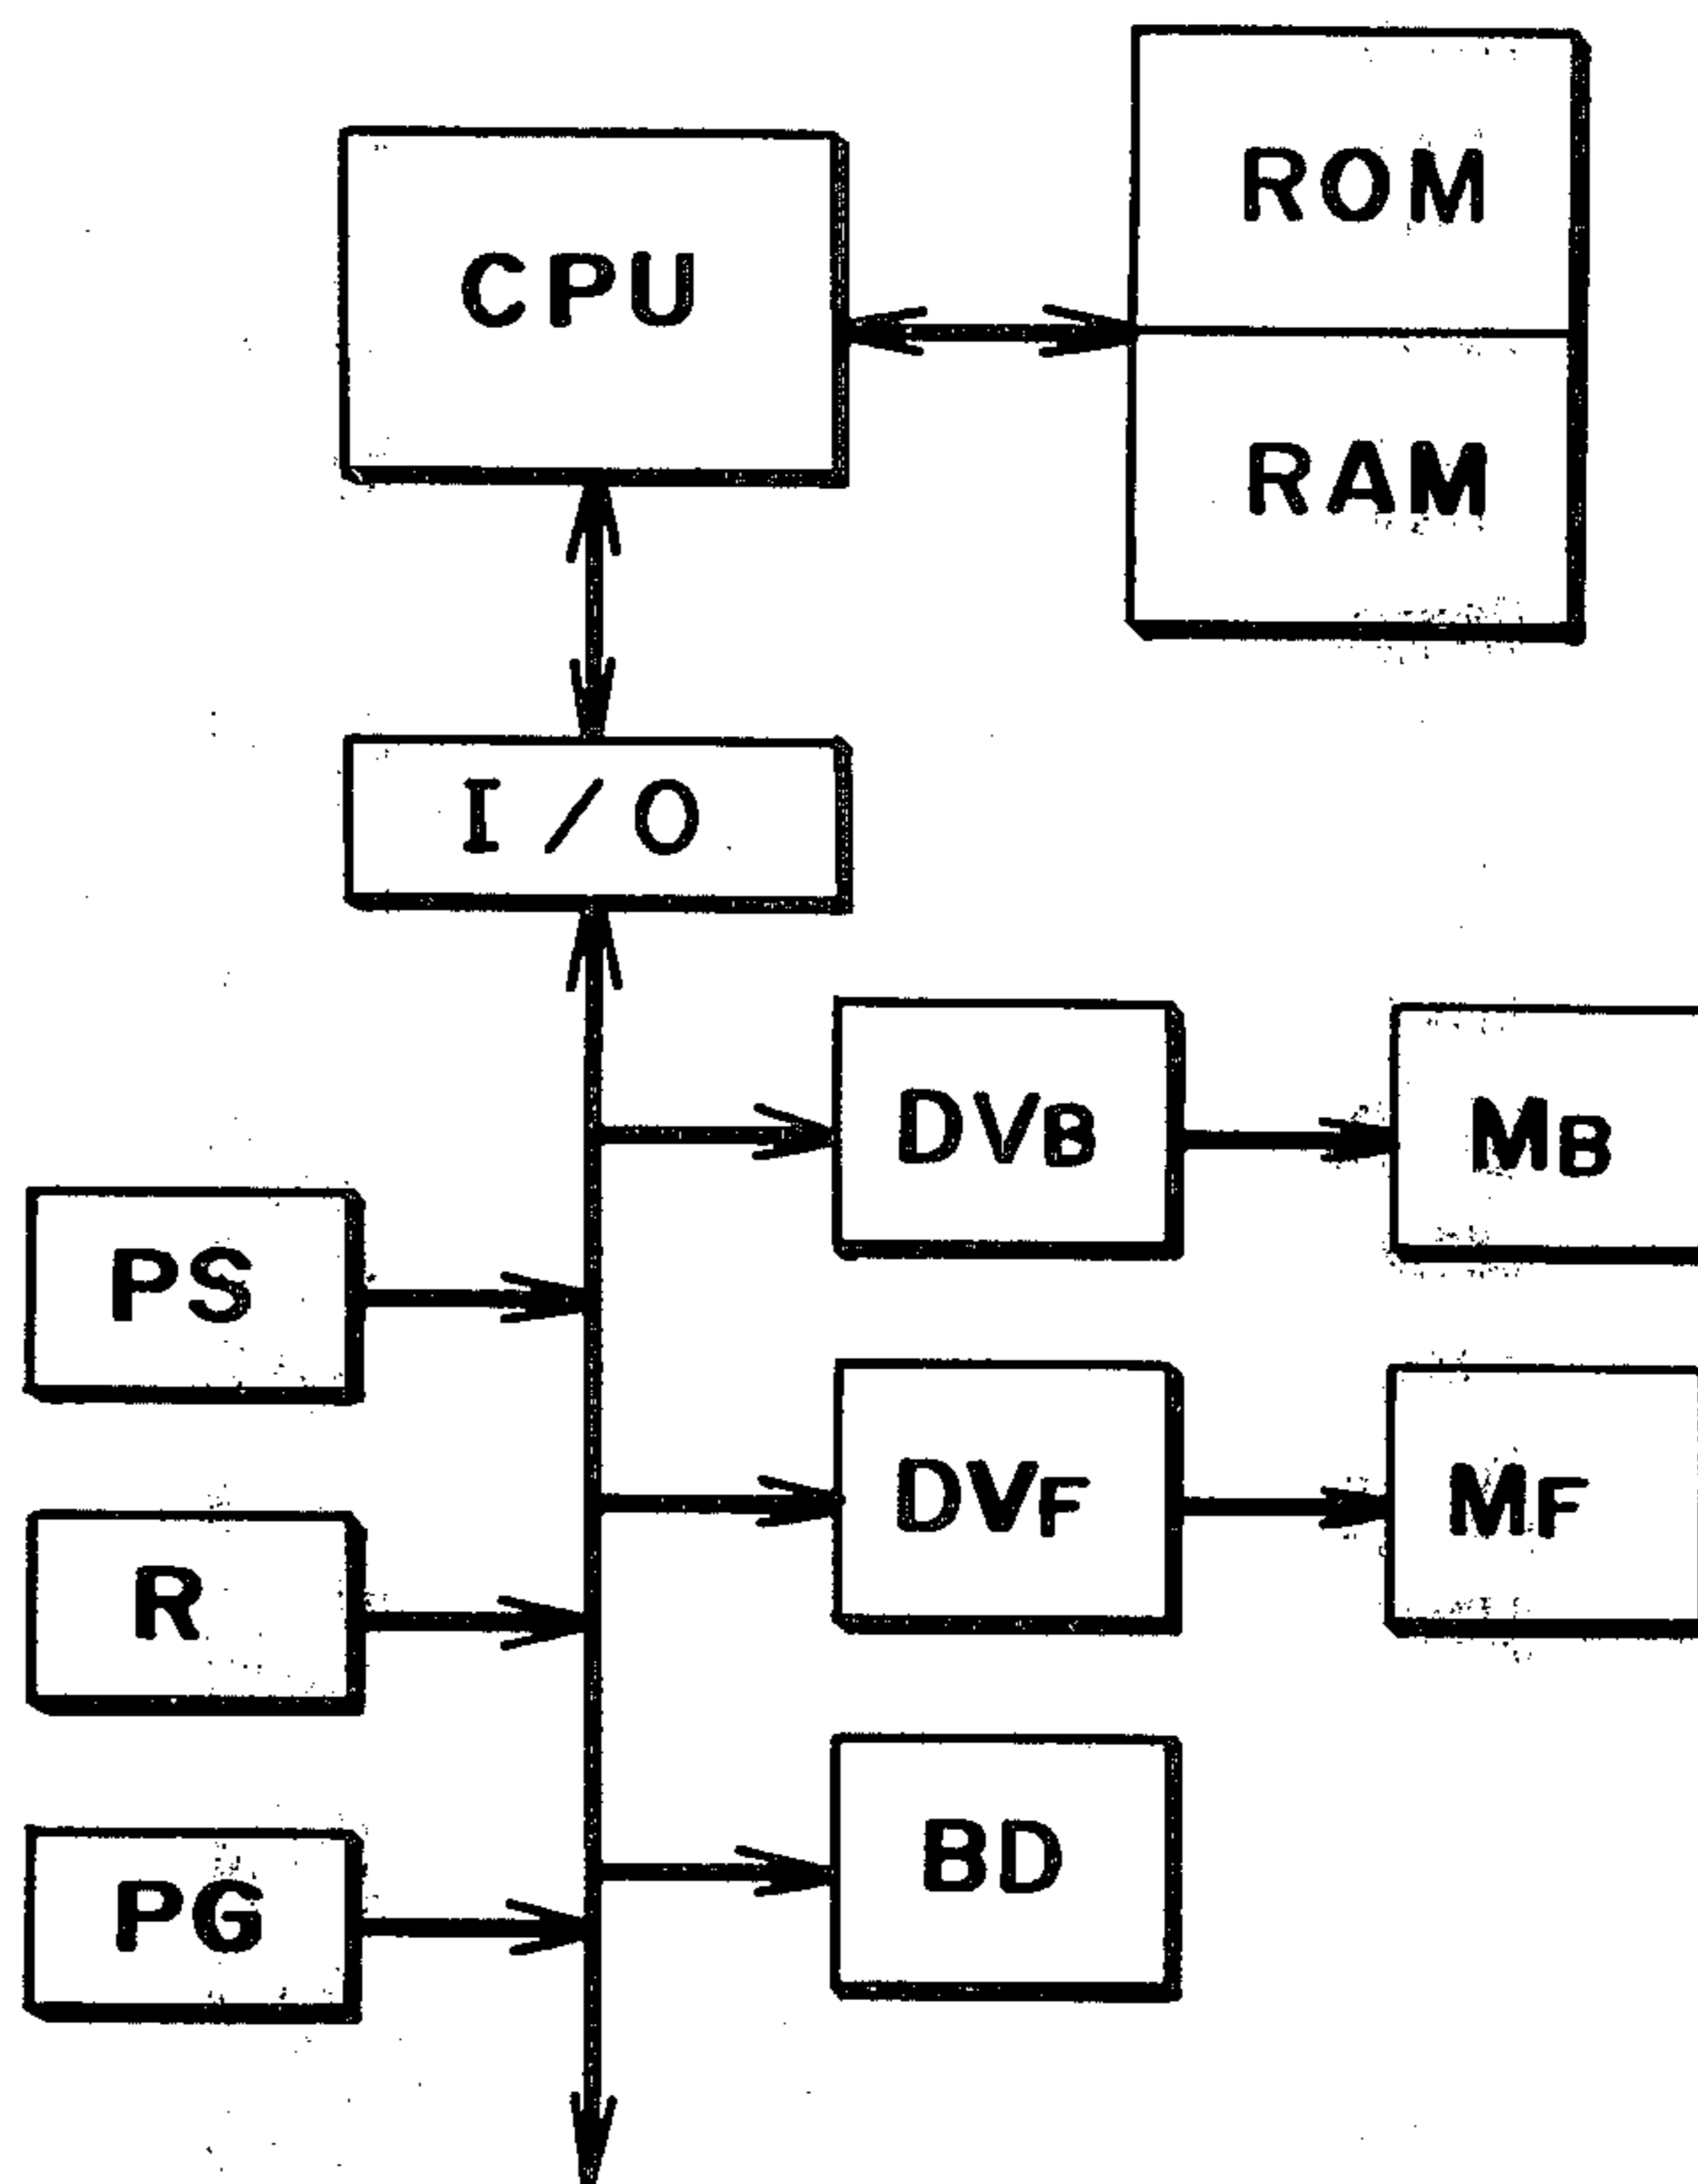 ROM
CPU
RAM
I/O
DVB
MB
PS
DVF
MF
R
BD
PG